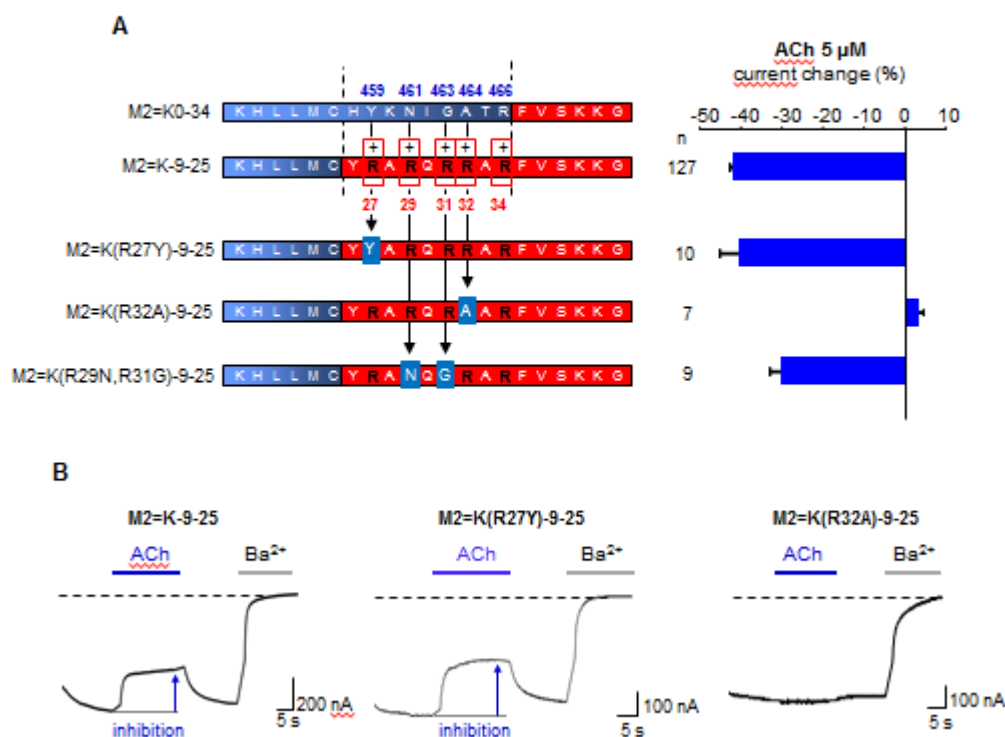 A
ACh 5 µM
current change (%)
459 461 463 464 466
-50 -40 -30 -20 -10 0 10
n
M2=K0-34 K H L L M C H Y K N I G A T R F V S K K G
+ + + + +
M2=K-9-25 K H L L M C Y R A R Q R R A R F V S K K G 127
27 29 31 32 34
M2=K(R27Y)-9-25 K H L L M C Y Y A R Q R R A R F V S K K G 10
M2=K(R32A)-9-25 K H L L M C Y R A R Q R A A R F V S K K G 7
M2=K(R29N,R31G)-9-25 K H L L M C Y R A N Q G R A R F V S K K G 9
B
M2=K-9-25 M2=K(R27Y)-9-25 M2=K(R32A)-9-25
ACh Ba2+ ACh Ba2+ ACh Ba2+
200 nA 100 nA 100 nA
5 s 5 s 5 s
inhibition inhibition